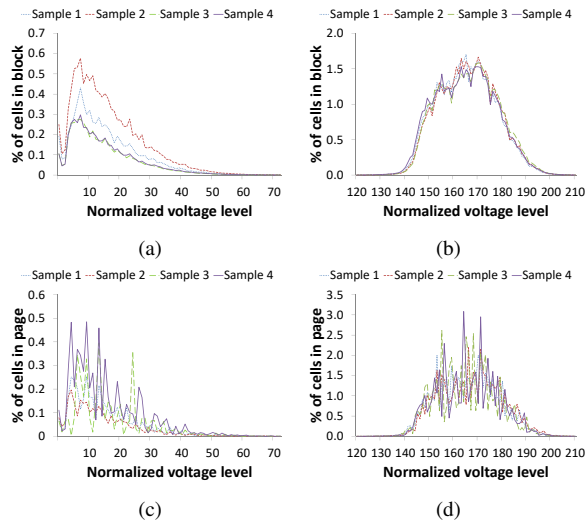 Sample 1 Sample 2 Sample 3 Sample 4
% of cells in block
0.7
0.6
0.5
0.4
0.3
0.2
0.1
0
10 20 30 40 50 60 70
Normalized voltage level
(a)
Sample 1 Sample 2 Sample 3 Sample 4
% of cells in block
2.0
1.5
1.0
0.5
0.0
120 130 140 150 160 170 180 190 200 210
Normalized voltage level
(b)
Sample 1 Sample 2 Sample 3 Sample 4
% of cells in page
0.6
0.5
0.4
0.3
0.2
0.1
0
10 20 30 40 50 60 70
Normalized voltage level
(c)
Sample 1 Sample 2 Sample 3 Sample 4
% of cells in page
3.5
3.0
2.5
2.0
1.5
1.0
0.5
0.0
120 130 140 150 160 170 180 190 200 210
Normalized voltage level
(d)